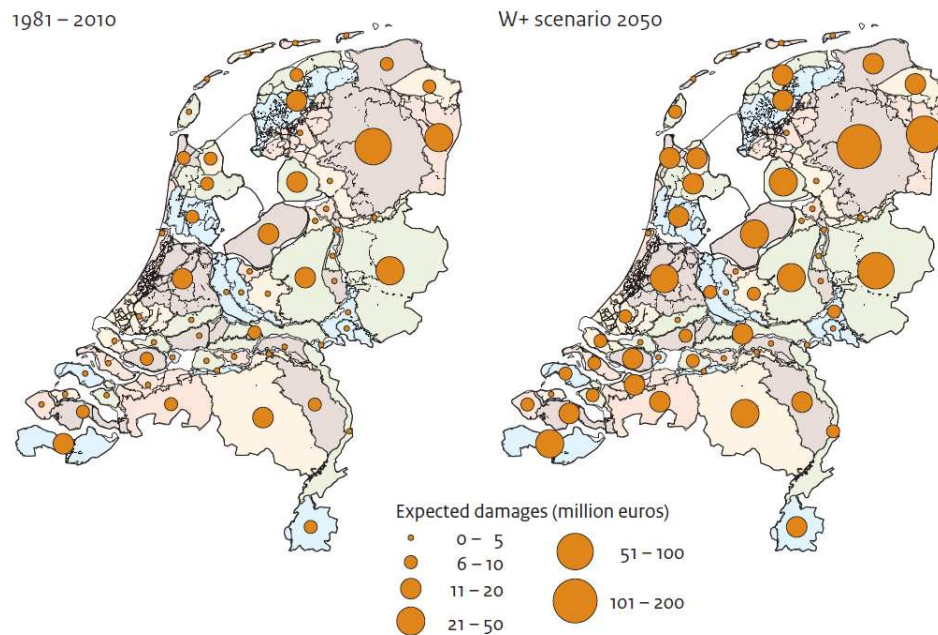 1981 – 2010
W+ scenario 2050
Expected damages (million euros)
0 – 5
6 – 10
11 – 20
21 – 50
51 – 100
101 – 200